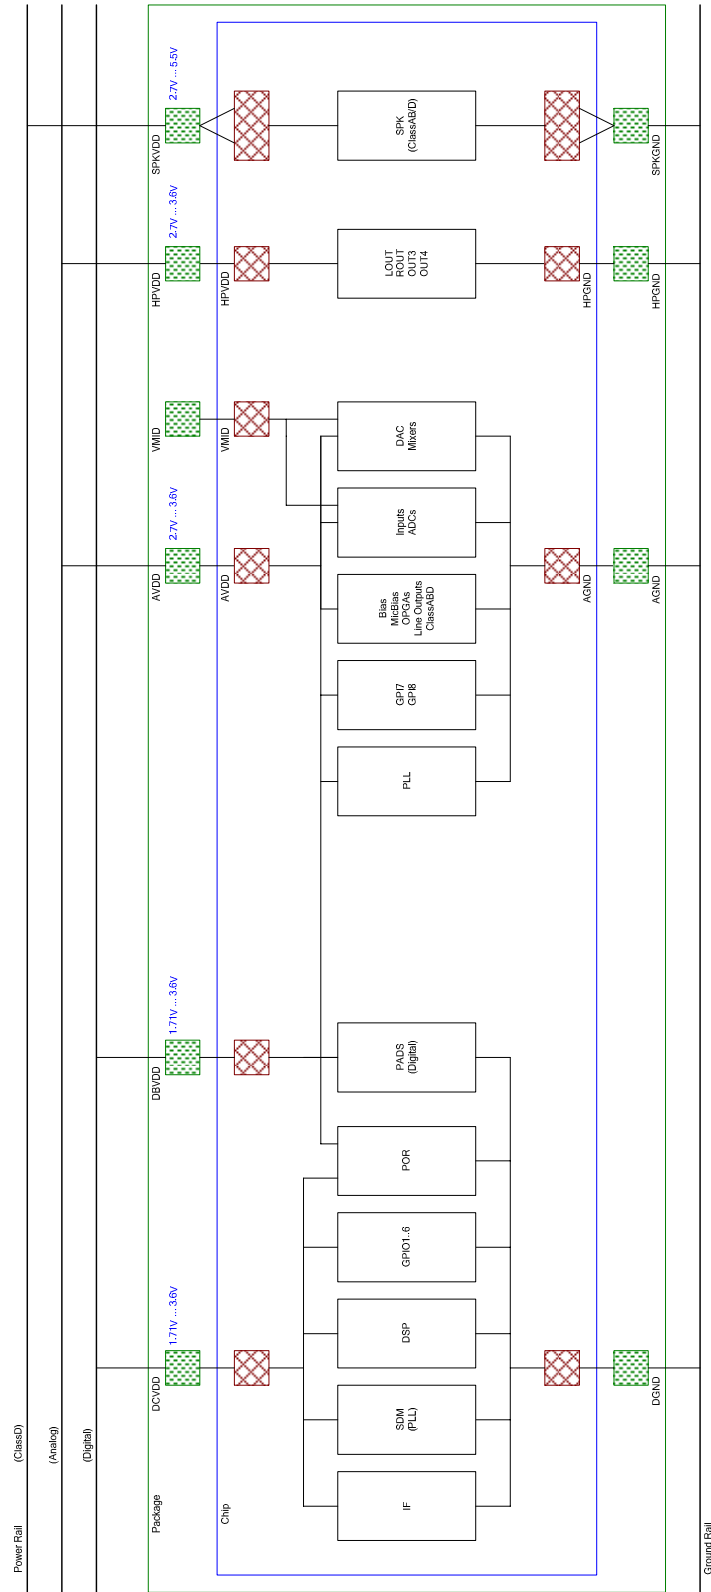 Power Rail
(ClassD)
(Analog)
(Digital)
Package
DCVDD
1.71V ... 3.6V
DBVDD
1.71V ... 3.6V
AVDD
2.7V ... 3.6V
VMID
HPVDD
2.7V ... 3.6V
SPKVDD
2.7V ... 5.5V
Chip
AVDD
VMID
HPVDD
IF
SDM
(PLL)
DSP
GPIO1..6
POR
PADS
(Digital)
PLL
GPI7
GPI8
Bias
MicBias
OPGAs
Line Outputs
ClassABD
Inputs
ADCs
DAC
Mixers
LOUT
ROUT
OUT3
OUT4
SPK
(ClassAB/D)
AGND
HPGND
DGND
AGND
HPGND
SPKGND
Ground Rail